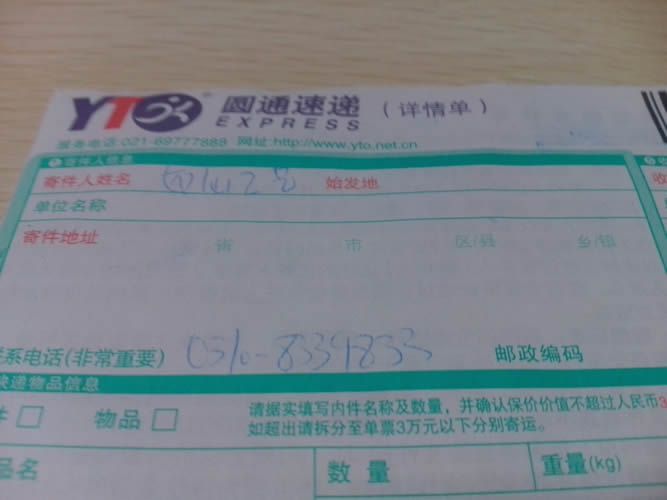 YTO 圆通速递 (详情单)
EXPRESS
服务电话:021-69777888 网址:http://www.yto.net.cn
寄件人信息
寄件人姓名 始发地
单位名称
寄件地址 省 市 区/县 乡/镇
系电话(非常重要) 0510-8339833 邮政编码
快递物品信息
件 □ 物品 □ 请据实填写内件名称及数量，并确认保价价值不超过人民币3
如超出请拆分至单票3万元以下分别寄运。
品名 数量 重量(kg)